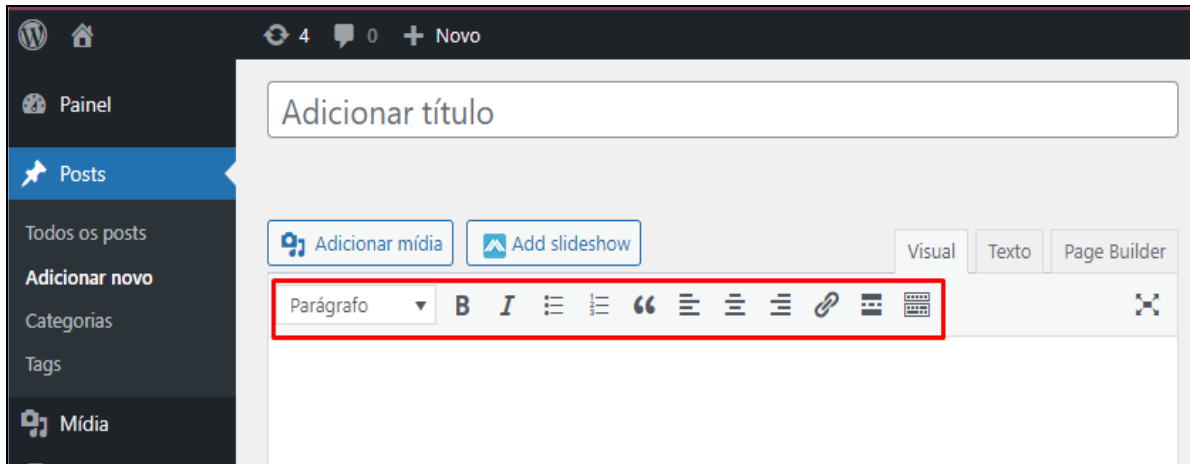 4 0 Novo
Painel
Adicionar título
Posts
Todos os posts
Adicionar mídia Add slideshow
Visual Texto Page Builder
Adicionar novo
Parágrafo B I
Categorias
Tags
Mídia